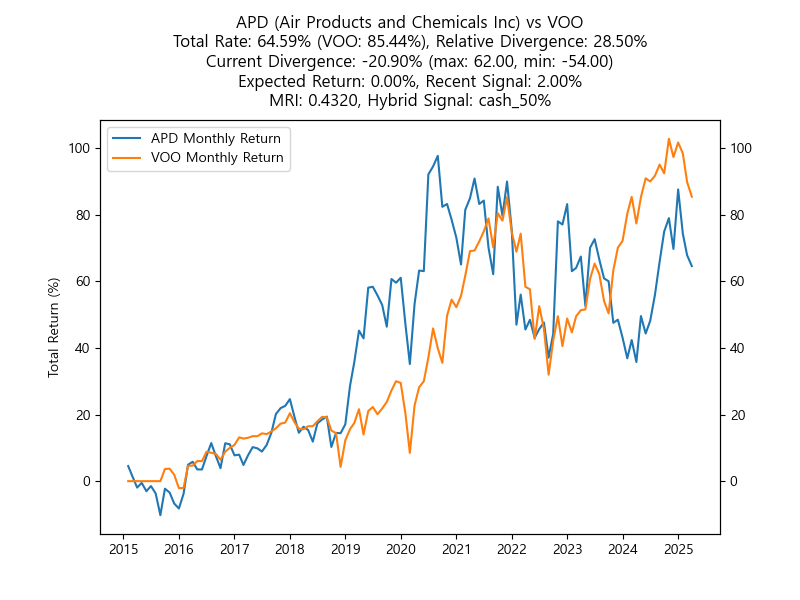 APD (Air Products and Chemicals Inc) vs VOO
Total Rate: 64.59% (VOO: 85.44%), Relative Divergence: 28.50%
Current Divergence: -20.90% (max: 62.00, min: -54.00)
Expected Return: 0.00%, Recent Signal: 2.00%
MRI: 0.4320, Hybrid Signal: cash_50%
APD Monthly Return
VOO Monthly Return
Total Return (%)
100
80
60
40
20
0
100
80
60
40
20
0
2015 2016 2017 2018 2019 2020 2021 2022 2023 2024 2025